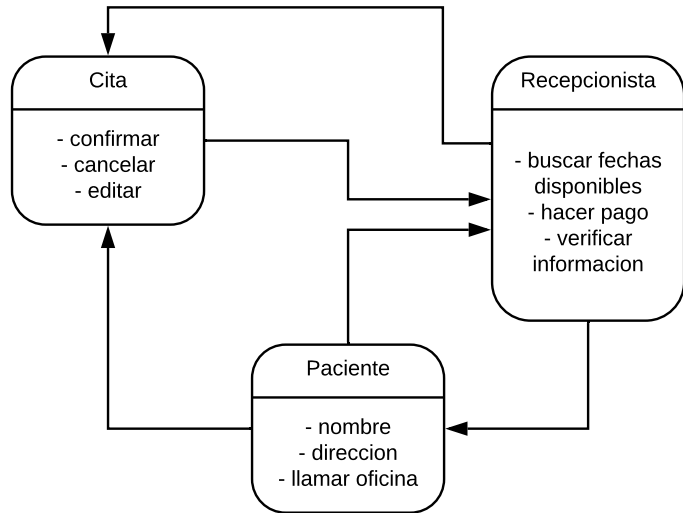 Cita
- confirmar
- cancelar
- editar
Recepcionista
- buscar fechas
disponibles
- hacer pago
- verificar
informacion
Paciente
- nombre
- direccion
- llamar oficina